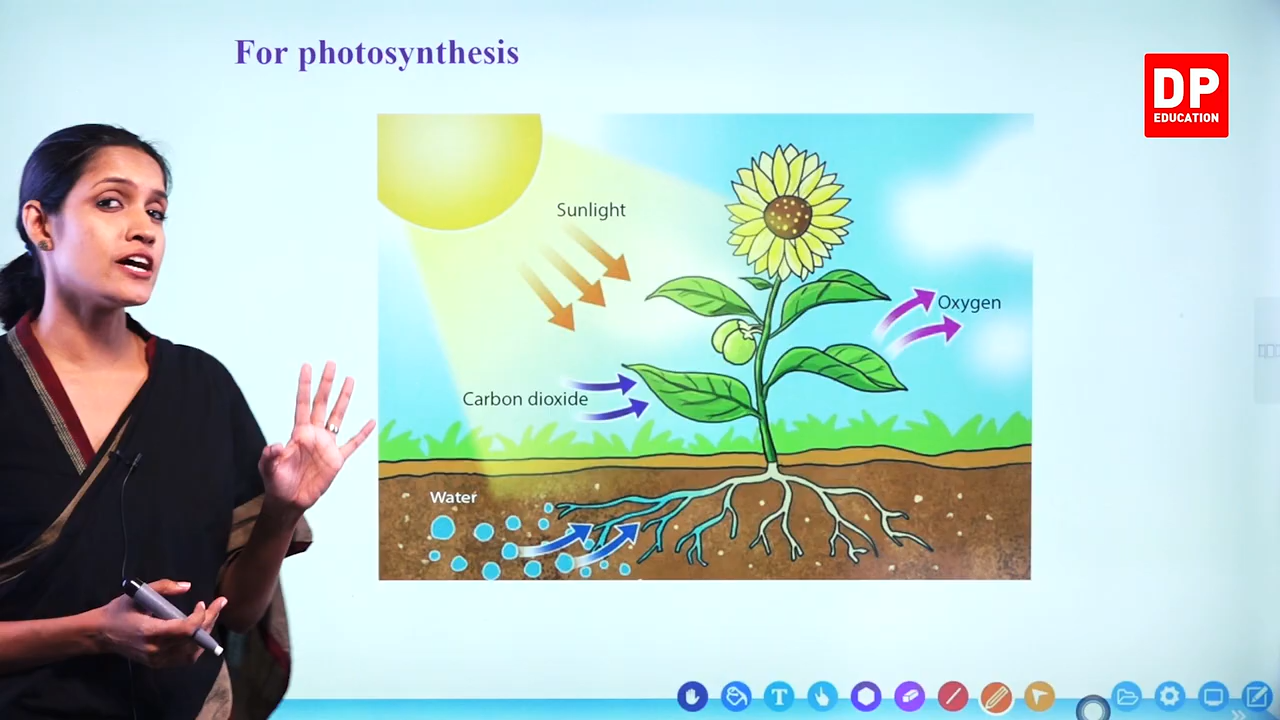 For photosynthesis
DP
EDUCATION
Sunlight
Oxygen
Carbon dioxide
Water
T